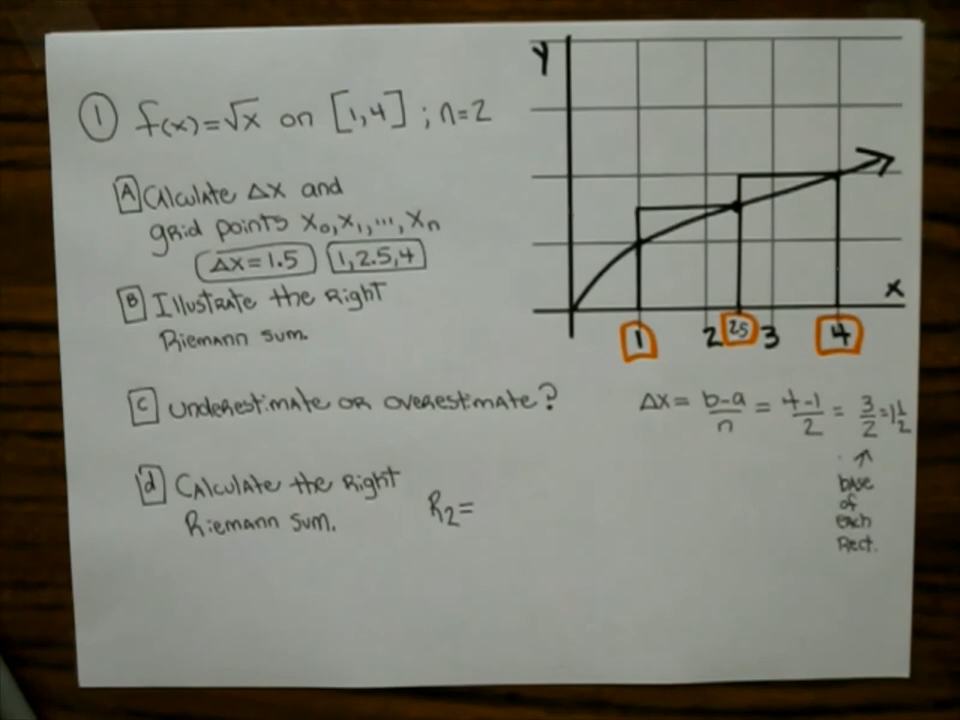 ① f(x)=√x on [1,4] ; n=2
A Calculate Δx and
grid points x₀,x₁,...,xₙ
Δx=1.5 1,2.5,4
B Illustrate the Right
Riemann sum.
C Underestimate or overestimate?
d Calculate the Right
Riemann sum.
R₂=
y
x
1 2 2.5 3 4
Δx = b-a/n = 4-1/2 = 3/2 = 1 1/2
↑
base
of
each
Rect.